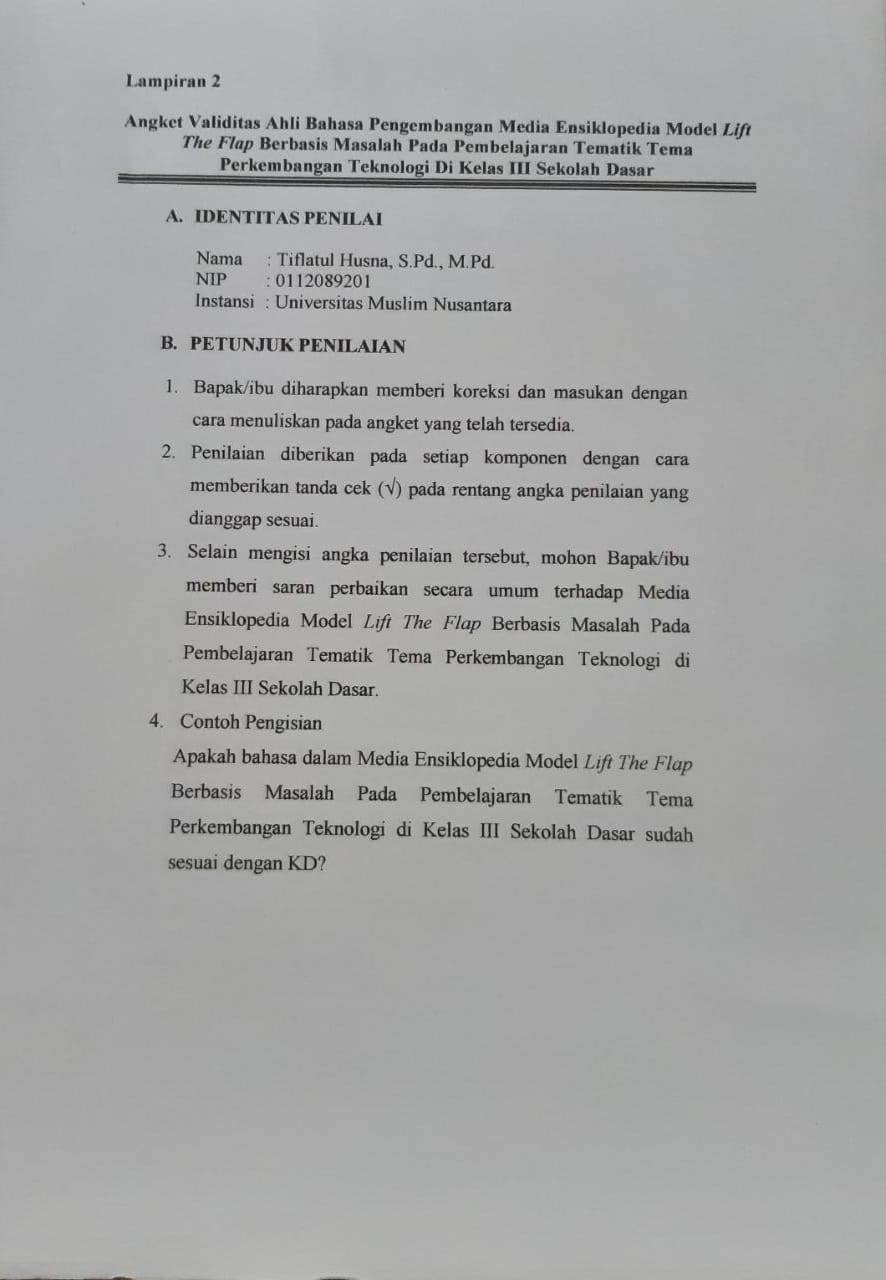 Lampiran 2
Angket Validitas Ahli Bahasa Pengembangan Media Ensiklopedia Model Lift
The Flap Berbasis Masalah Pada Pembelajaran Tematik Tema
Perkembangan Teknologi Di Kelas III Sekolah Dasar
A. IDENTITAS PENILAI
Nama : Tiflatul Husna, S.Pd., M.Pd.
NIP : 0112089201
Instansi : Universitas Muslim Nusantara
B. PETUNJUK PENILAIAN
1. Bapak/ibu diharapkan memberi koreksi dan masukan dengan
cara menuliskan pada angket yang telah tersedia.
2. Penilaian diberikan pada setiap komponen dengan cara
memberikan tanda cek (√) pada rentang angka penilaian yang
dianggap sesuai.
3. Selain mengisi angka penilaian tersebut, mohon Bapak/ibu
memberi saran perbaikan secara umum terhadap Media
Ensiklopedia Model Lift The Flap Berbasis Masalah Pada
Pembelajaran Tematik Tema Perkembangan Teknologi di
Kelas III Sekolah Dasar.
4. Contoh Pengisian
Apakah bahasa dalam Media Ensiklopedia Model Lift The Flap
Berbasis Masalah Pada Pembelajaran Tematik Tema
Perkembangan Teknologi di Kelas III Sekolah Dasar sudah
sesuai dengan KD?